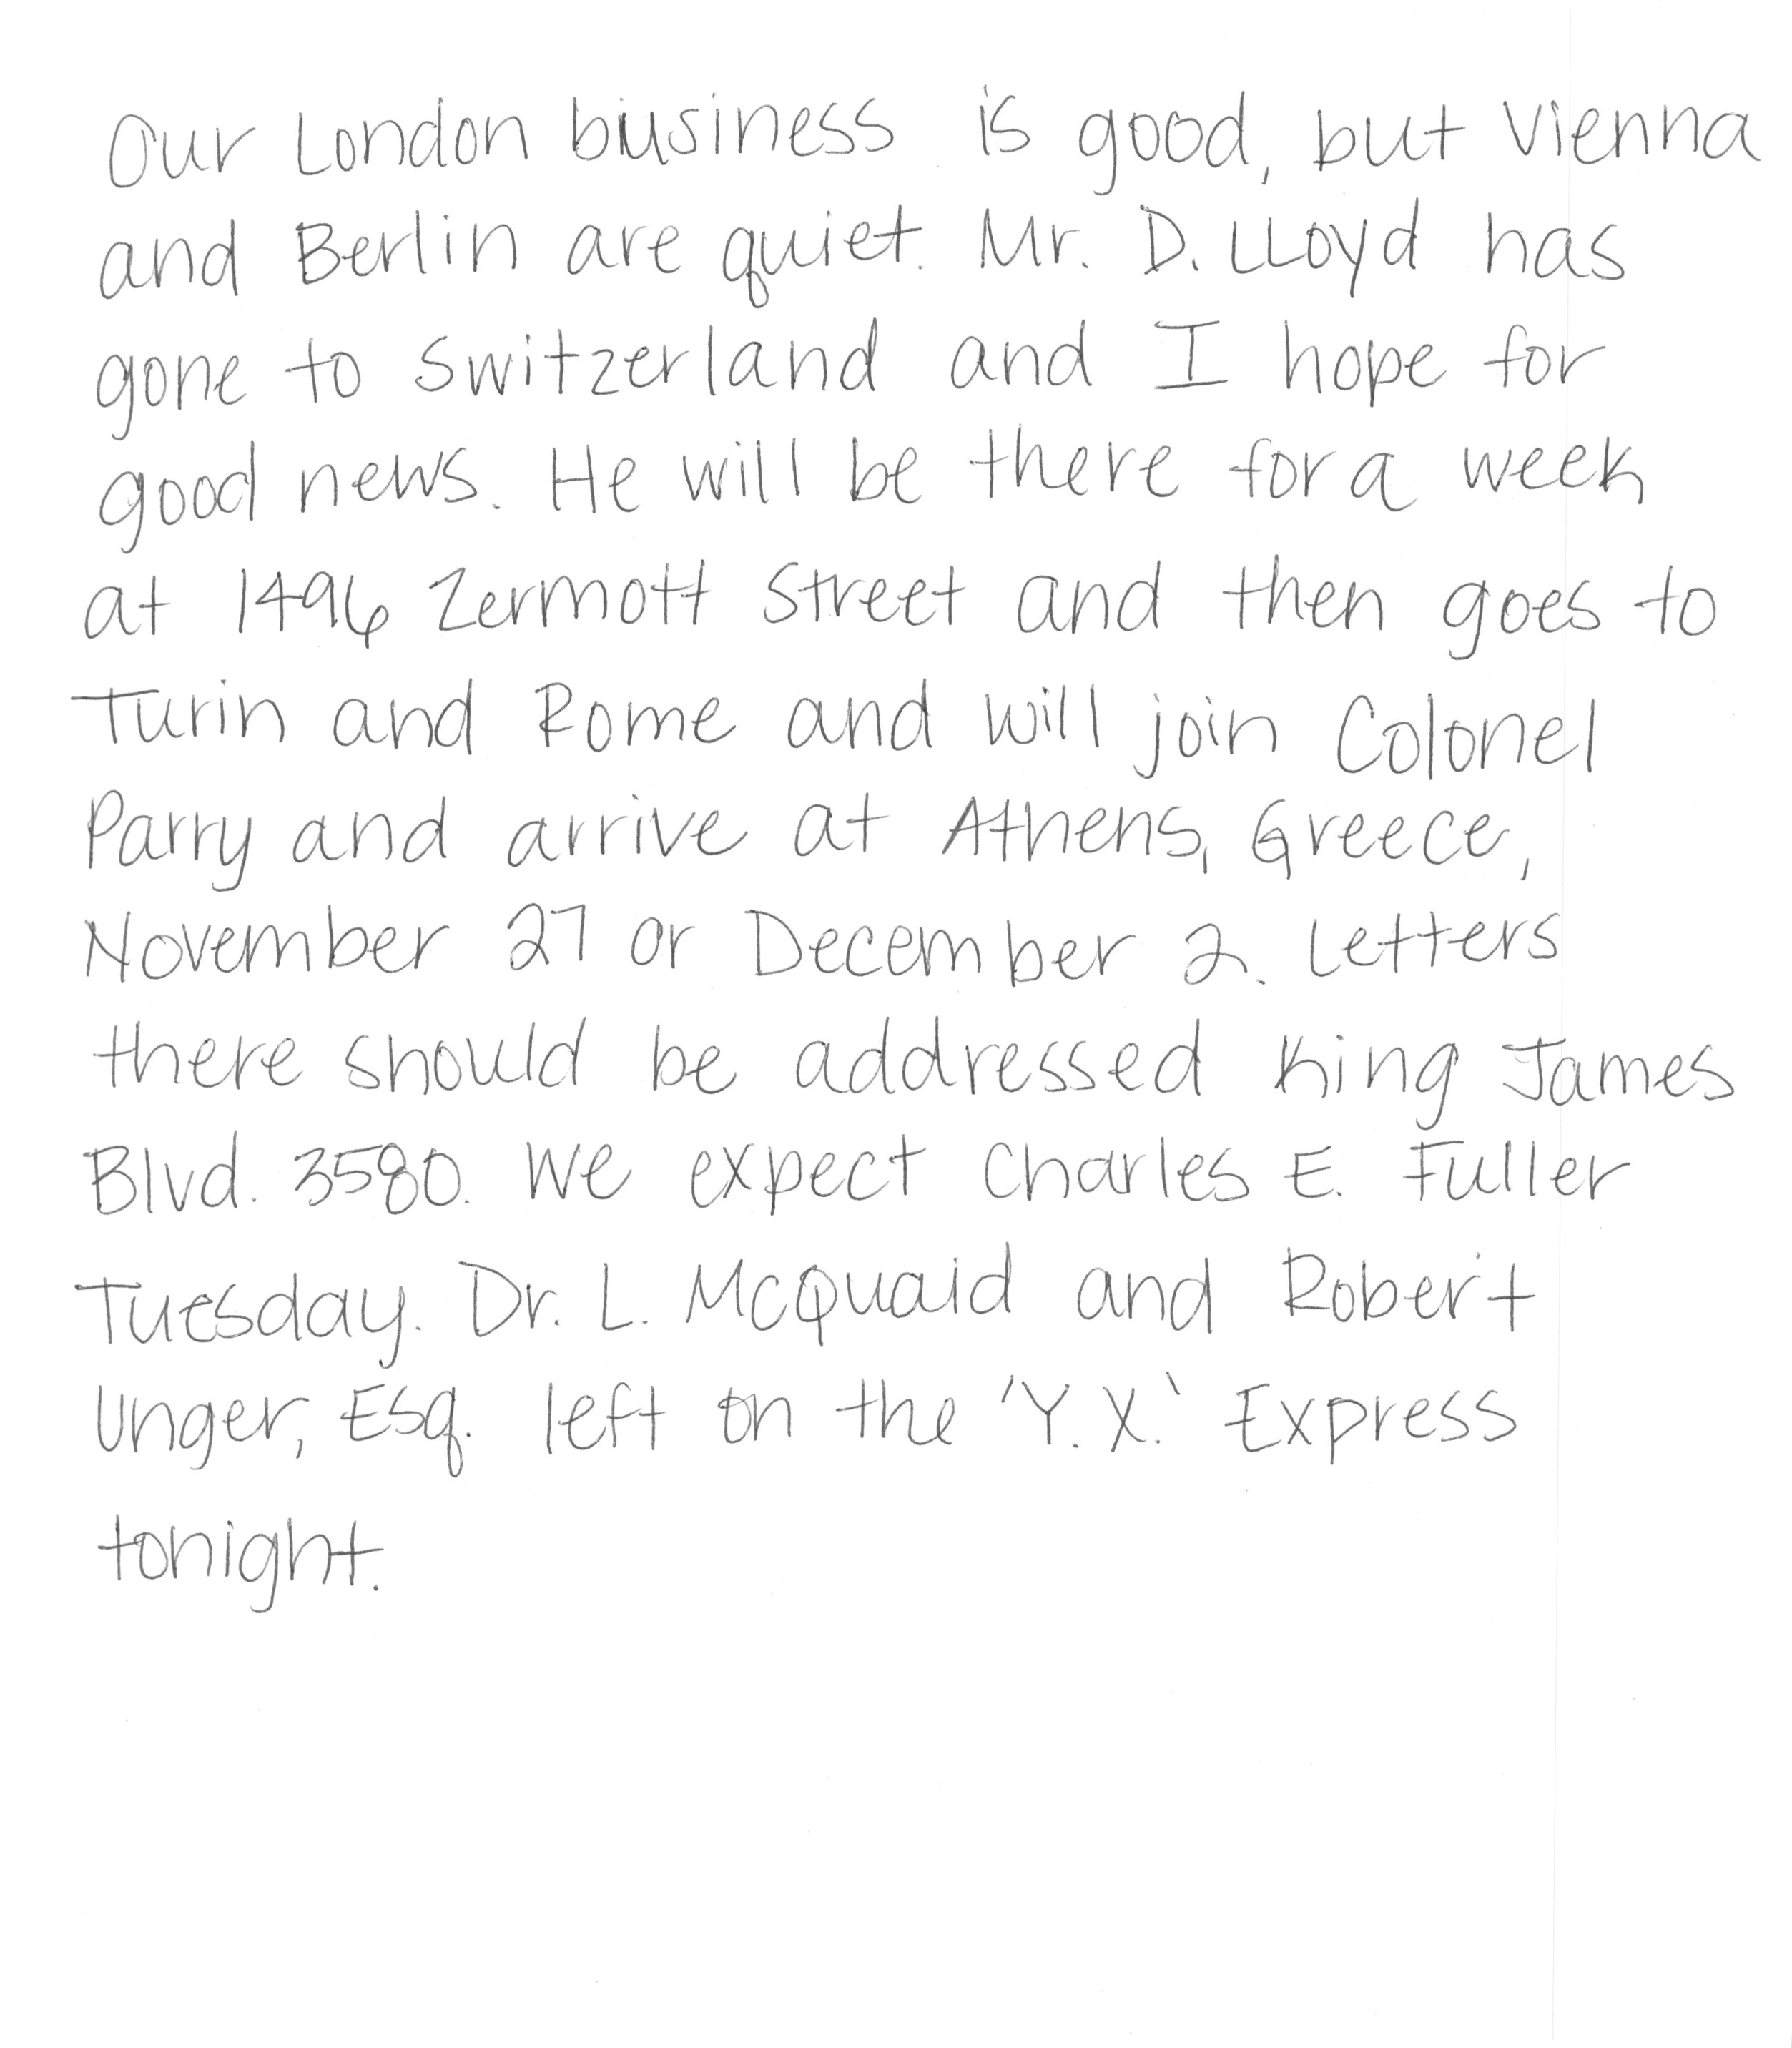 Our London business is good, but Vienna
and Berlin are quiet. Mr. D. Lloyd has
gone to Switzerland and I hope for
good news. He will be there for a week
at 1496 Zermott Street and then goes to
Turin and Rome and will join Colonel
Parry and arrive at Athens, Greece,
November 27 or December 2. Letters
there should be addressed King James
Blvd. 3580. We expect Charles E. Fuller
Tuesday. Dr. L. McQuaid and Robert
Unger, Esq. left on the 'Y.X.' Express
tonight.